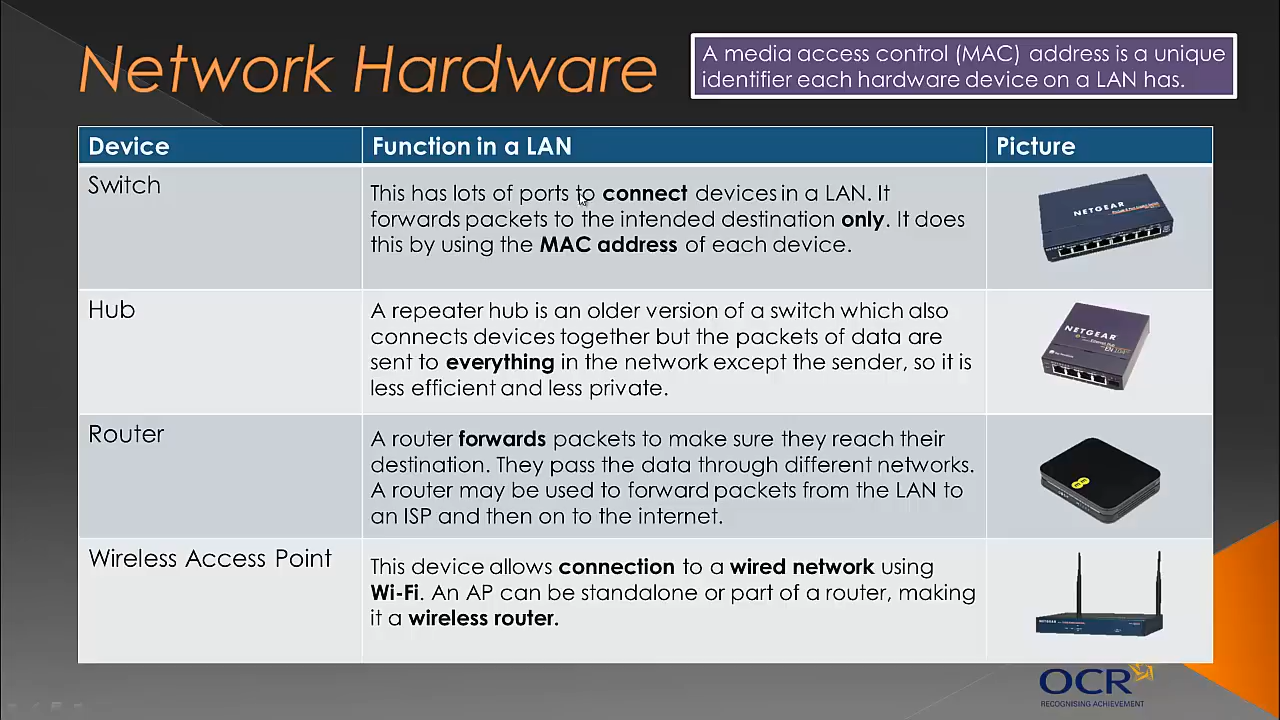 Network Hardware
A media access control (MAC) address is a unique
identifier each hardware device on a LAN has.
Device
Function in a LAN
Picture
Switch
This has lots of ports to connect devices in a LAN. It
forwards packets to the intended destination only. It does
this by using the MAC address of each device.
NETGEAR
Hub
A repeater hub is an older version of a switch which also
connects devices together but the packets of data are
sent to everything in the network except the sender, so it is
less efficient and less private.
NETGEAR
Router
A router forwards packets to make sure they reach their
destination. They pass the data through different networks.
A router may be used to forward packets from the LAN to
an ISP and then on to the internet.
Wireless Access Point
This device allows connection to a wired network using
Wi-Fi. An AP can be standalone or part of a router, making
it a wireless router.
NETGEAR
OCR
RECOGNISING ACHIEVEMENT